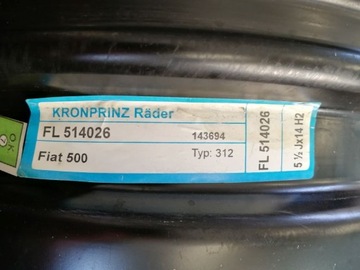 KRONPRINZ Räder
FL 514026
143694
Fiat 500
Typ: 312
FL 514026
5 ½ Jx14 H2